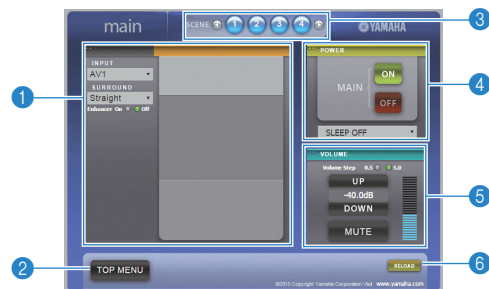 main
SCENE 1 2 3 4
YAMAHA
3
INPUT
AV1
SURROUND
Straight
Enhancer On Off
1
POWER
MAIN
ON
OFF
SLEEP OFF
4
VOLUME
Volume Step 0.5 5.0
UP
-40.0dB
DOWN
MUTE
5
2
TOP MENU
RELOAD
6
©2015 Copyright Yamaha Corporation Visit www.yamaha.com